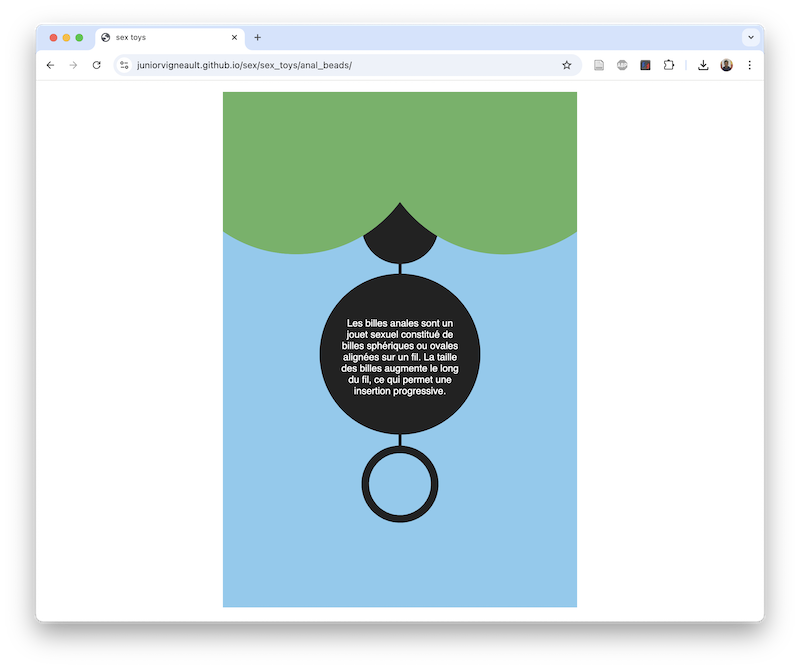 sex toys
juniorvigneault.github.io/sex/sex_toys/anal_beads/
ABP
Les billes anales sont un
jouet sexuel constitué de
billes sphériques ou ovales
alignées sur un fil. La taille
des billes augmente le long
du fil, ce qui permet une
insertion progressive.